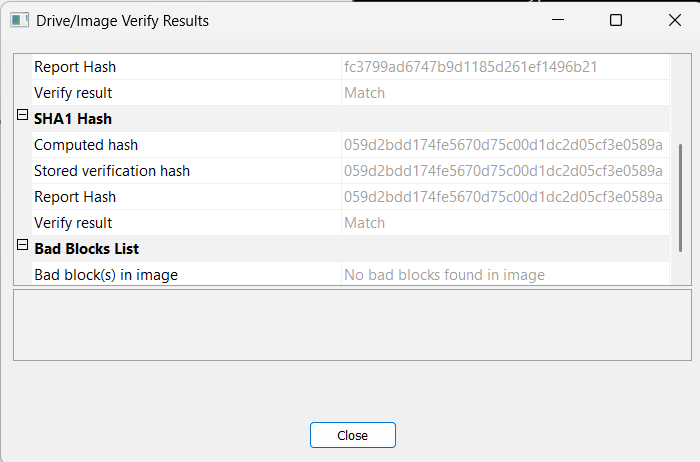 Drive/Image Verify Results
Report Hash fc3799ad6747b9d1185d261ef1496b21
Verify result Match
SHA1 Hash
Computed hash 059d2bdd174fe5670d75c00d1dc2d05cf3e0589a
Stored verification hash 059d2bdd174fe5670d75c00d1dc2d05cf3e0589a
Report Hash 059d2bdd174fe5670d75c00d1dc2d05cf3e0589a
Verify result Match
Bad Blocks List
Bad block(s) in image No bad blocks found in image
Close